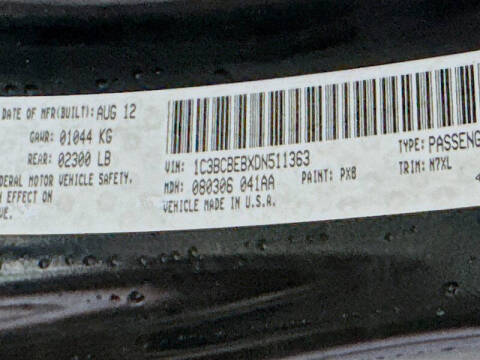 DATE OF MFR(BUILT): AUG 12
GAWR: 01044 KG
REAR: 02300 LB
DERAL MOTOR VEHICLE SAFETY.
N EFFECT ON
VE.
VIN: 1C3BCBEBXDN511363
MDH: 080306 041AA
PAINT: PX8
VEHICLE MADE IN U.S.A.
TYPE: PASSENG
TRIM: N7XL